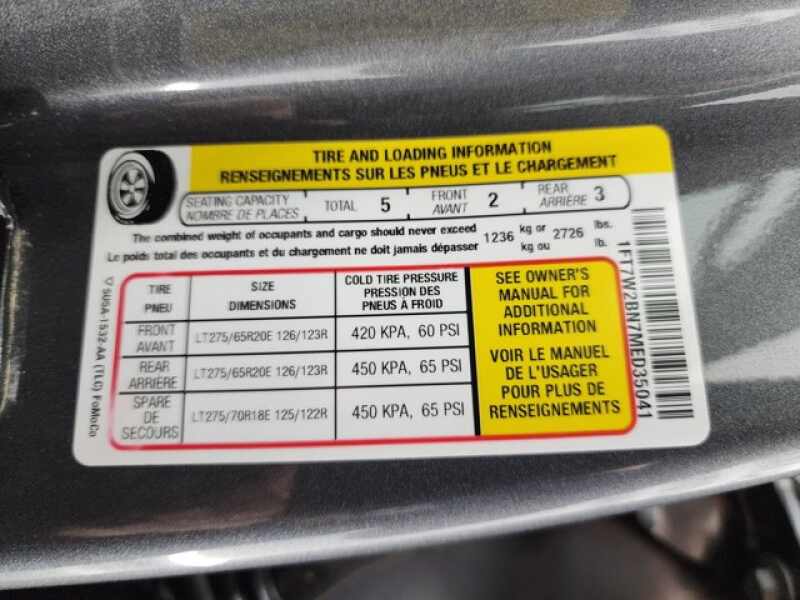 TIRE AND LOADING INFORMATION
RENSEIGNEMENTS SUR LES PNEUS ET LE CHARGEMENT
SEATING CAPACITY
NOMBRE DE PLACES
TOTAL 5
FRONT
AVANT 2
REAR
ARRIÈRE 3
The combined weight of occupants and cargo should never exceed 1236 kg or 2726 lbs.
Le poids total des occupants et du chargement ne doit jamais dépasser kg ou lb.
TIRE
PNEU
SIZE
DIMENSIONS
COLD TIRE PRESSURE
PRESSION DES
PNEUS À FROID
FRONT
AVANT
LT275/65R20E 126/123R
420 KPA, 60 PSI
REAR
ARRIÈRE
LT275/65R20E 126/123R
450 KPA, 65 PSI
SPARE
DE
SECOURS
LT275/70R18E 125/122R
450 KPA, 65 PSI
SEE OWNER'S
MANUAL FOR
ADDITIONAL
INFORMATION
VOIR LE MANUEL
DE L'USAGER
POUR PLUS DE
RENSEIGNEMENTS
1FT7W2BN7MED35041
▽ 5U5A-1532-AA (TLC) FoMoCo